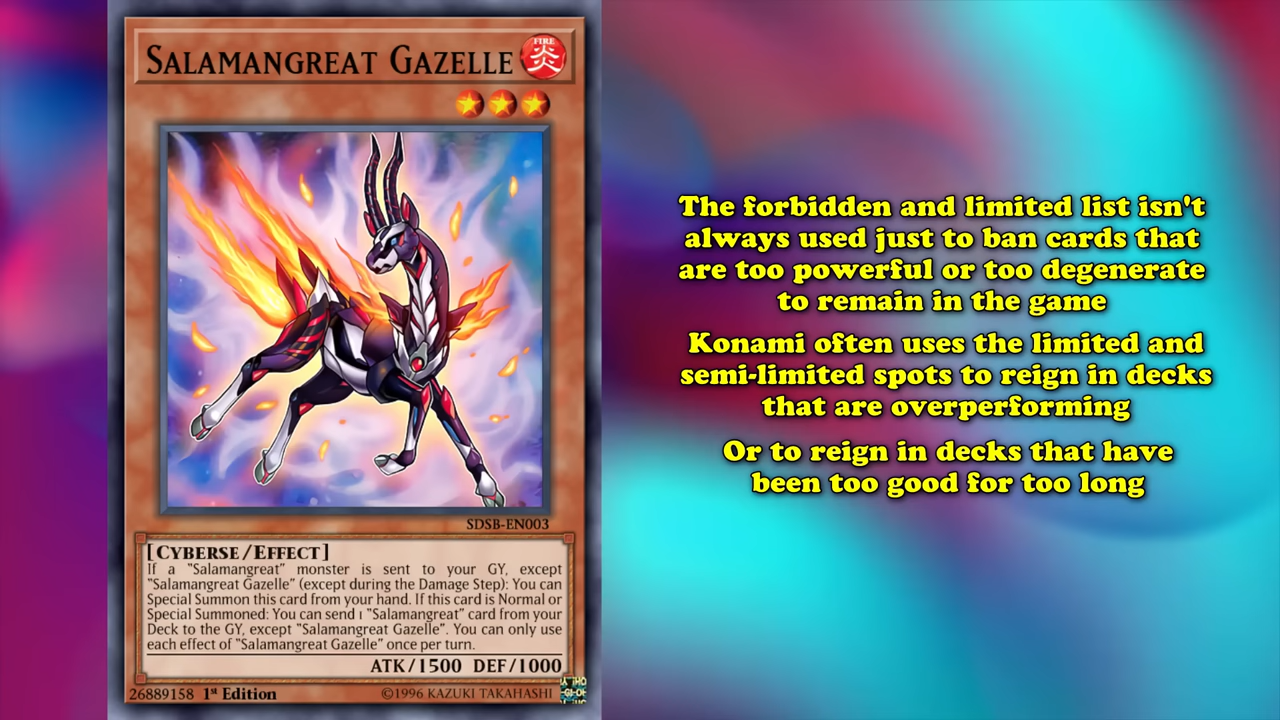 SALAMANGREAT GAZELLE
FIRE
炎
SDSB-EN003
[CYBERSE/EFFECT]
If a "Salamangreat" monster is sent to your GY, except
"Salamangreat Gazelle" (except during the Damage Step): You can
Special Summon this card from your hand. If this card is Normal or
Special Summoned: You can send 1 "Salamangreat" card from your
Deck to the GY, except "Salamangreat Gazelle". You can only use
each effect of "Salamangreat Gazelle" once per turn.
ATK/1500 DEF/1000
26889158 1st Edition ©1996 KAZUKI TAKAHASHI
The forbidden and limited list isn't
always used just to ban cards that
are too powerful or too degenerate
to remain in the game
Konami often uses the limited and
semi-limited spots to reign in decks
that are overperforming
Or to reign in decks that have
been too good for too long